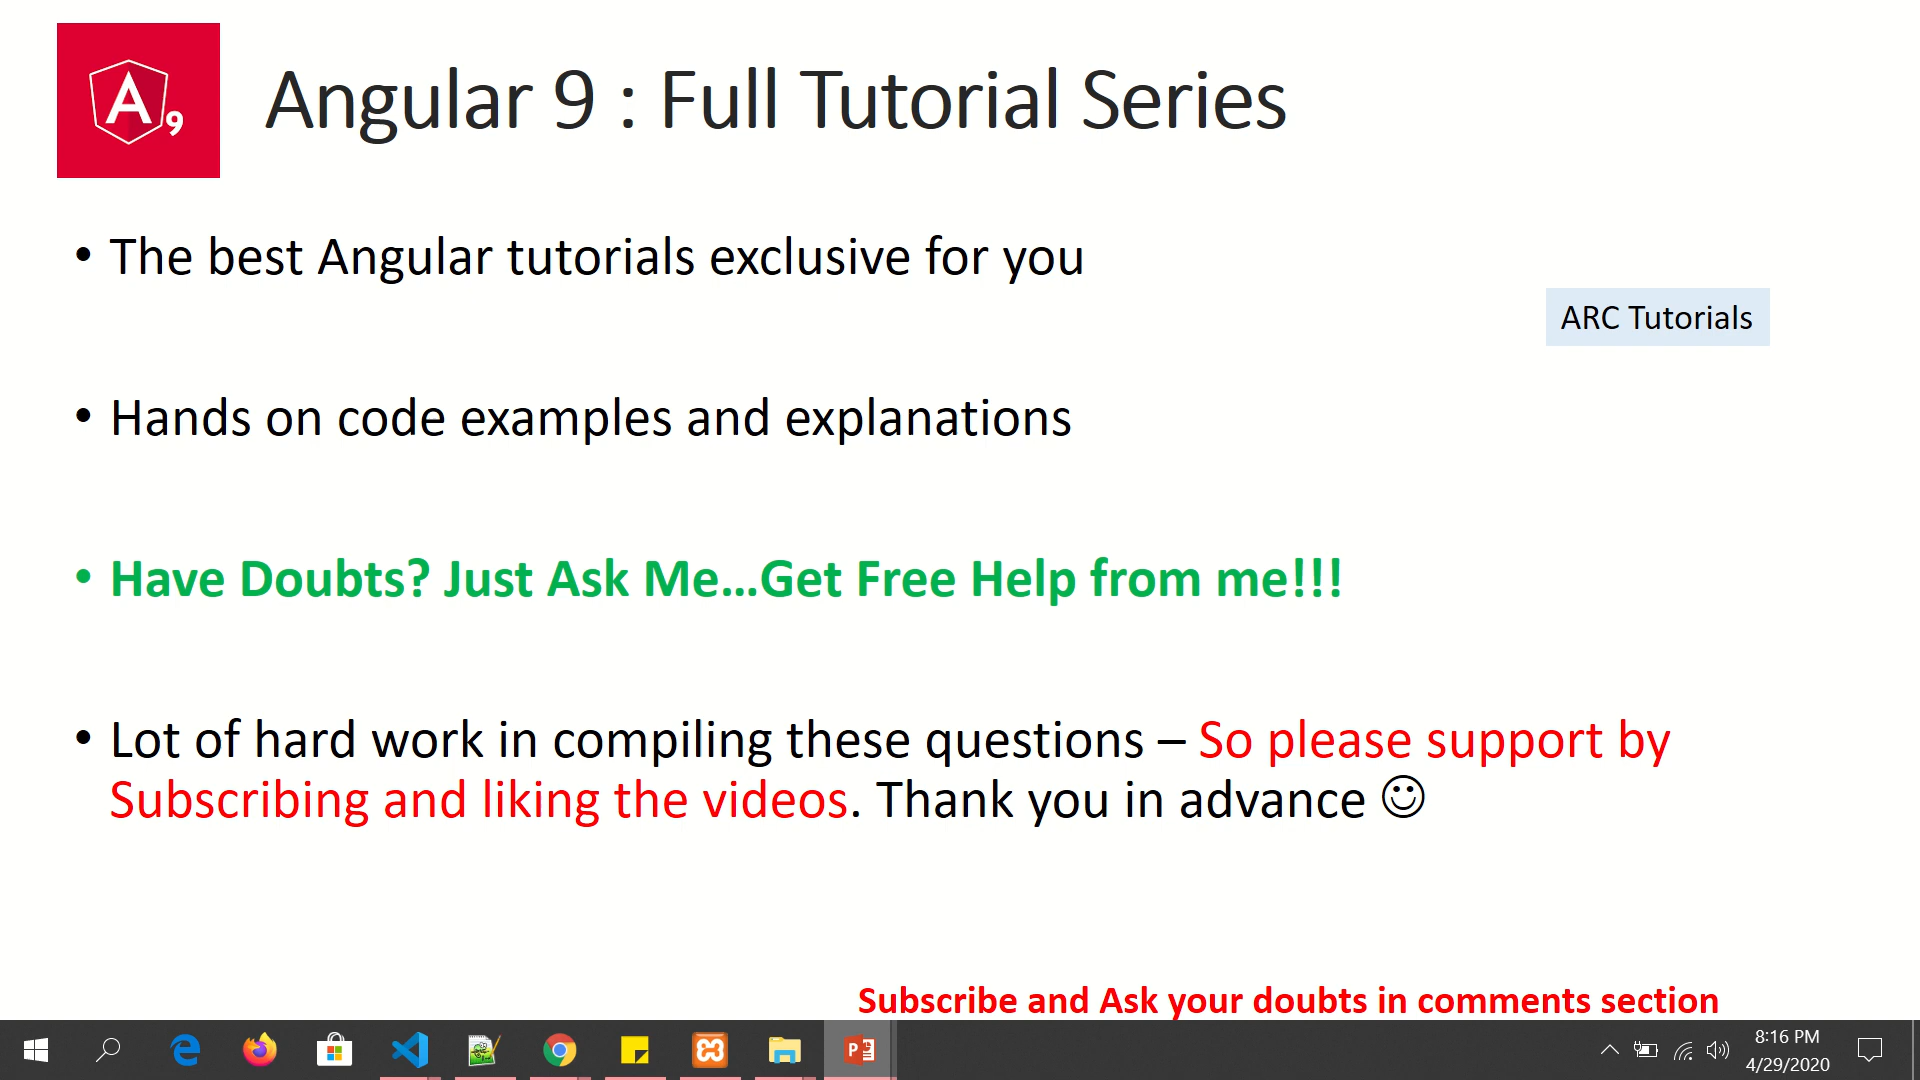 A 9
Angular 9 : Full Tutorial Series
• The best Angular tutorials exclusive for you
ARC Tutorials
• Hands on code examples and explanations
• Have Doubts? Just Ask Me...Get Free Help from me!!!
• Lot of hard work in compiling these questions – So please support by
Subscribing and liking the videos. Thank you in advance ☺
Subscribe and Ask your doubts in comments section
8:16 PM
4/29/2020